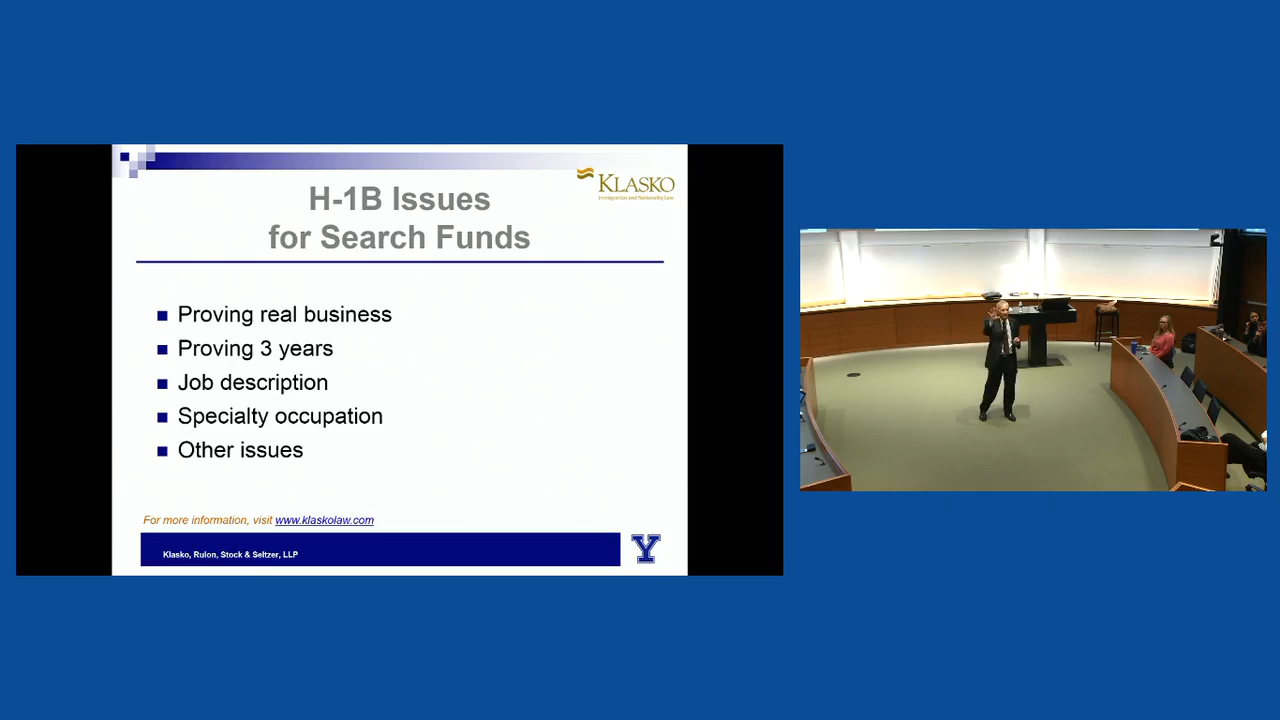 KLASKO
Immigration and Nationality Law
H-1B Issues
for Search Funds
Proving real business
Proving 3 years
Job description
Specialty occupation
Other issues
For more information, visit www.klaskolaw.com
Klasko, Rulon, Stock & Seltzer, LLP
Y